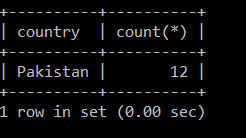 +----------+----------+
| country  | count(*) |
+----------+----------+
| Pakistan |       12 |
+----------+----------+
1 row in set (0.00 sec)